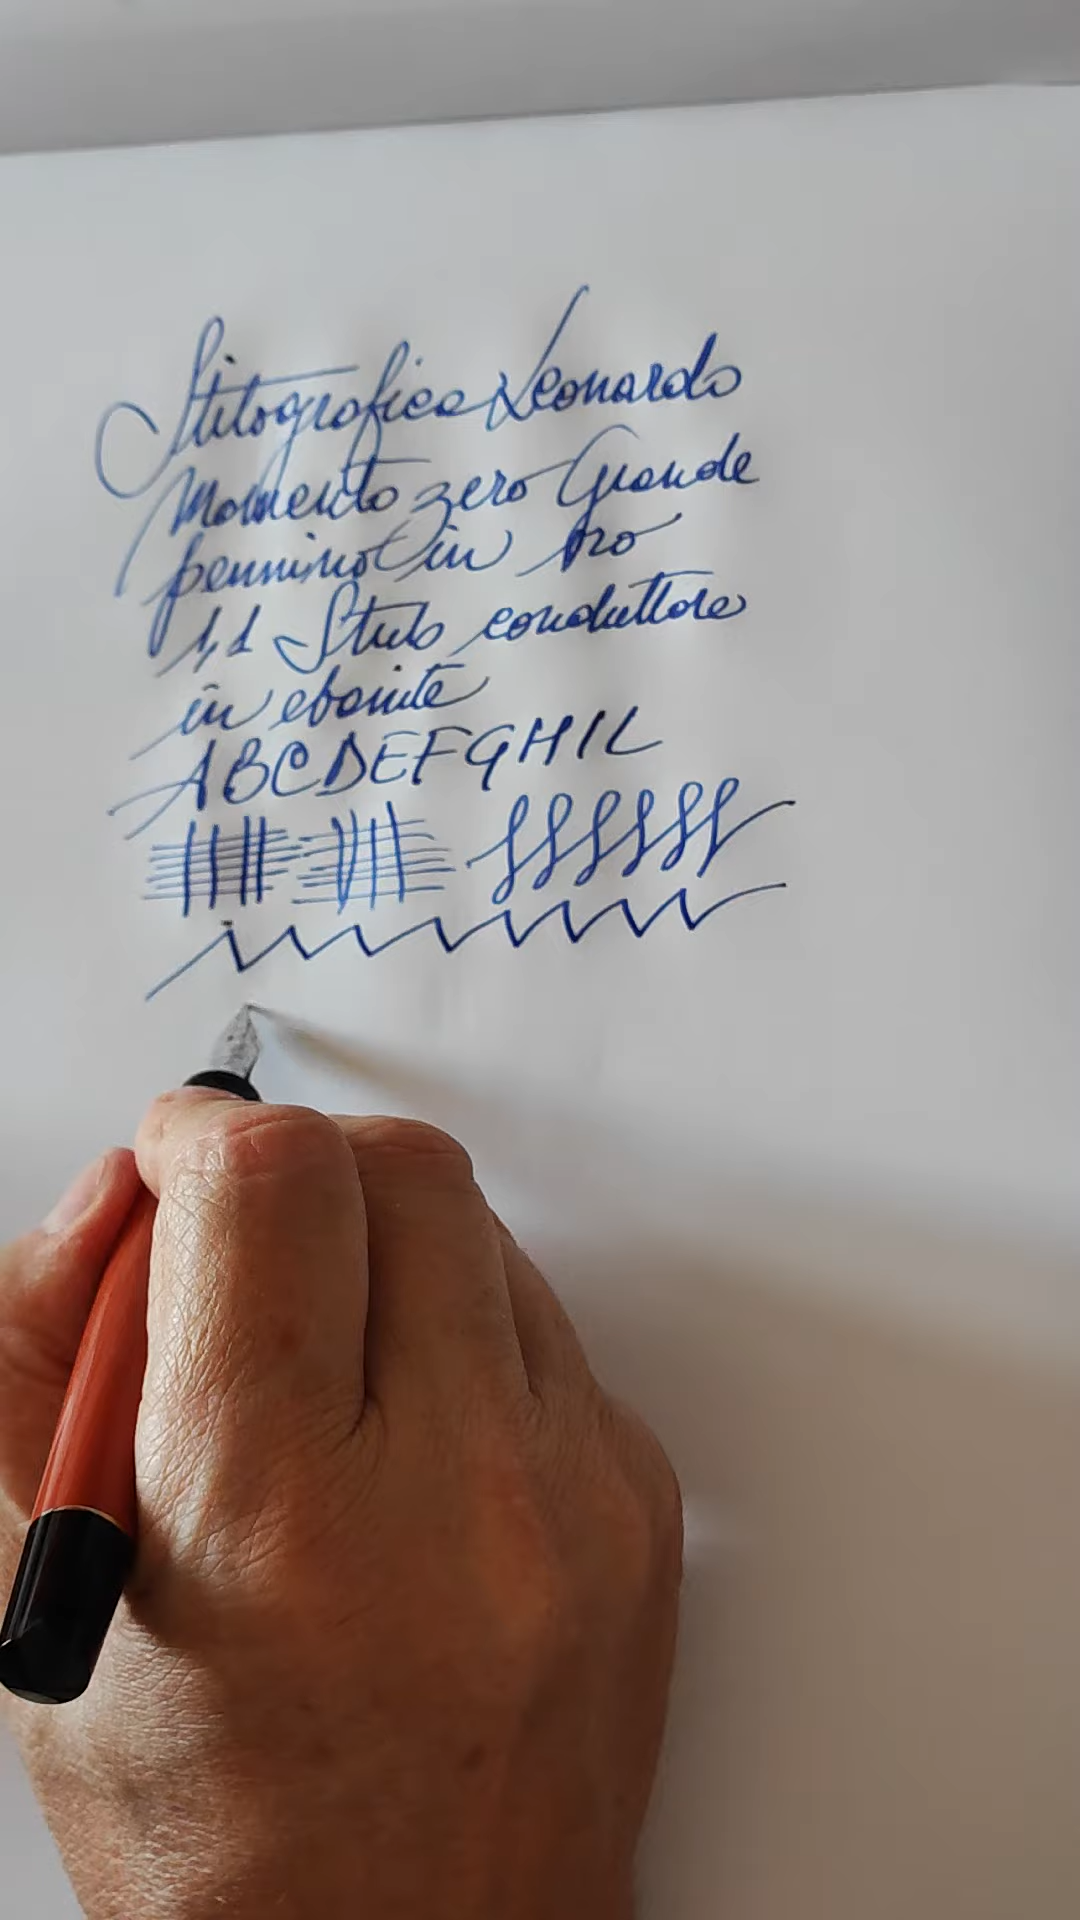 Stilografica Leonardo
Momento zero Grande
pennino in oro
1,1 Stub conduttore
in ebanite
ABCDEFGHIL